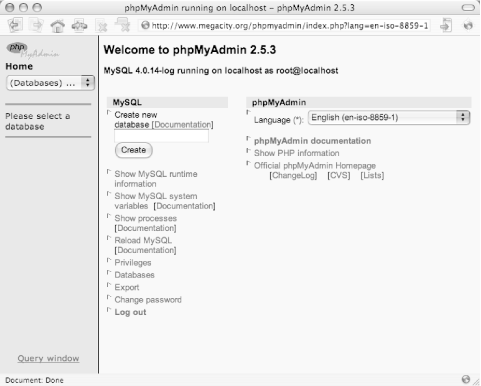 phpMyAdmin running on localhost – phpMyAdmin 2.5.3
http://www.megacity.org/phpmyadmin/index.php?lang=en-iso-8859-1
php
MyAdmin
Home
(Databases) ...
Please select a
database
Query window
Welcome to phpMyAdmin 2.5.3
MySQL 4.0.14-log running on localhost as root@localhost
MySQL
Create new
database [Documentation]
Create
Show MySQL runtime
information
Show MySQL system
variables [Documentation]
Show processes
[Documentation]
Reload MySQL
[Documentation]
Privileges
Databases
Export
Change password
Log out
phpMyAdmin
Language (*): English (en-iso-8859-1)
phpMyAdmin documentation
Show PHP information
Official phpMyAdmin Homepage
[ChangeLog] [CVS] [Lists]
Document: Done